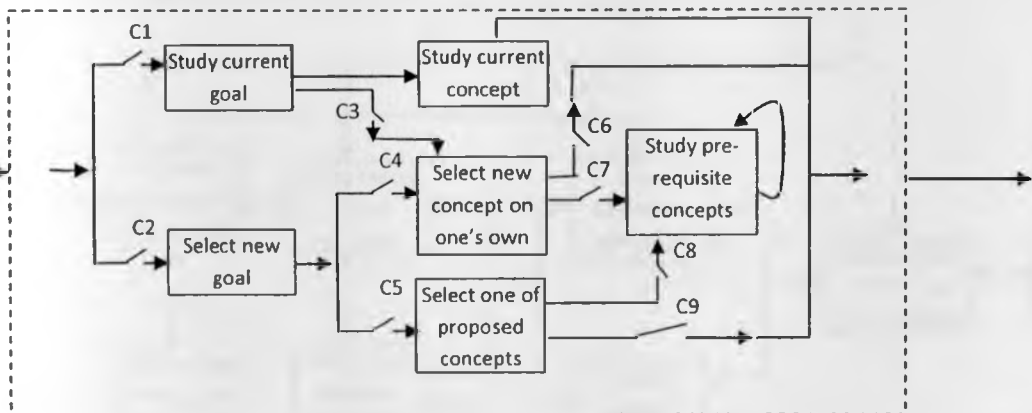 C1
Study current
goal
Study current
concept
C3
C6
C4
Select new
concept on
one's own
C7
Study pre-
requisite
concepts
C2
Select new
goal
C8
C5
Select one of
proposed
concepts
C9